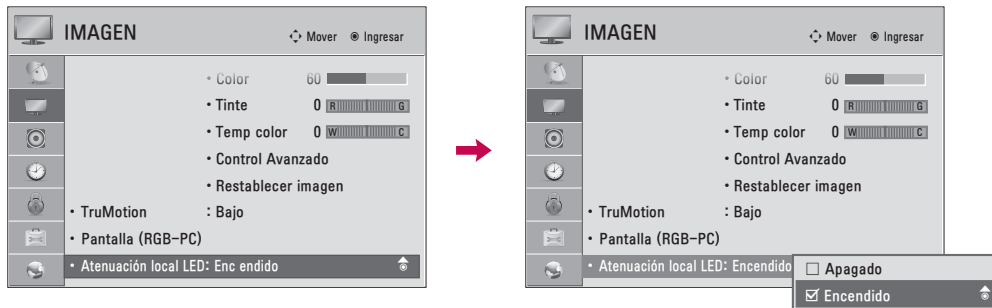 IMAGEN Mover Ingresar
• Color 60
• Tinte 0 R G
• Temp color 0 W C
• Control Avanzado
• Restablecer imagen
• TruMotion : Bajo
• Pantalla (RGB-PC)
• Atenuación local LED: Enc endido
IMAGEN Mover Ingresar
• Color 60
• Tinte 0 R G
• Temp color 0 W C
• Control Avanzado
• Restablecer imagen
• TruMotion : Bajo
• Pantalla (RGB-PC)
• Atenuación local LED: Encendido
☐ Apagado
☑ Encendido